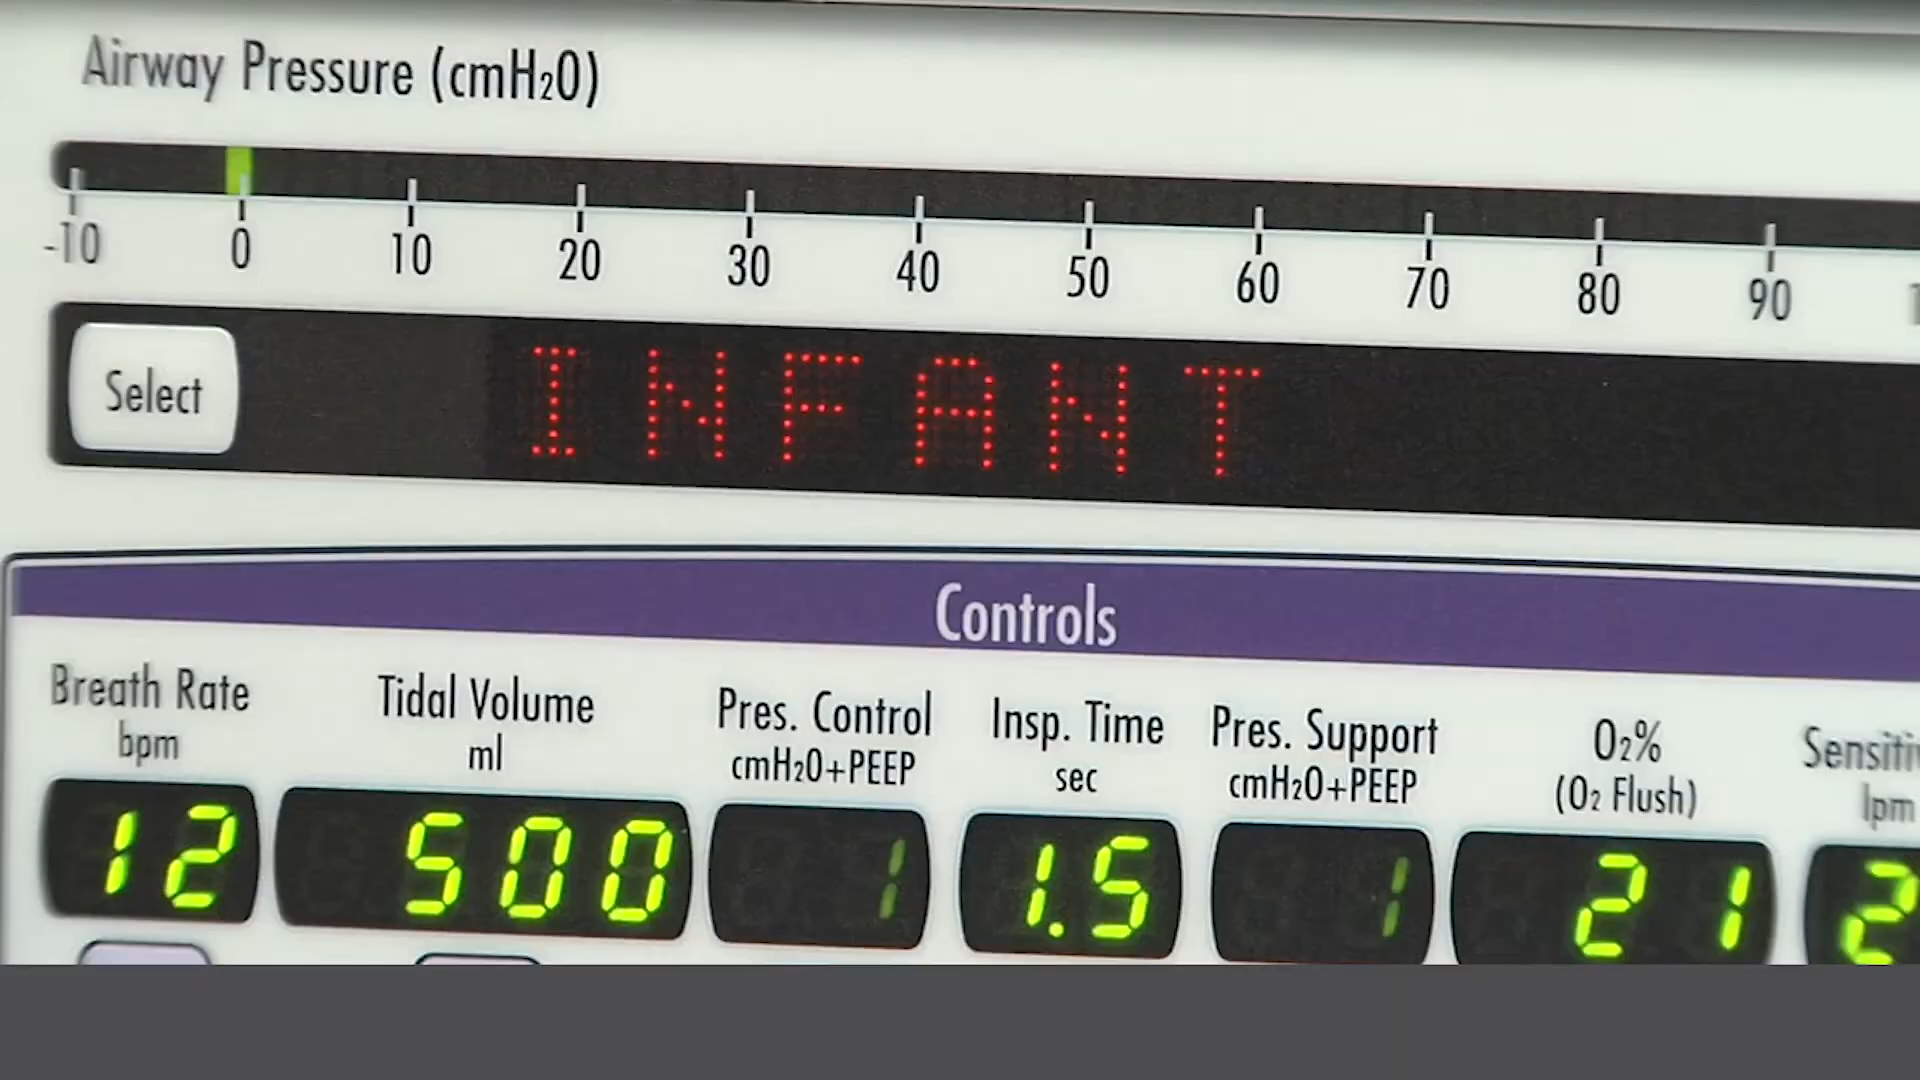 Airway Pressure (cmH₂O)
-10 0 10 20 30 40 50 60 70 80 90
Select
INFANT
Controls
Breath Rate Tidal Volume Pres. Control Insp. Time Pres. Support O₂%
bpm ml cmH₂O+PEEP sec cmH₂O+PEEP (O₂ Flush) lpm
12 500 1 1.5 1 21 2